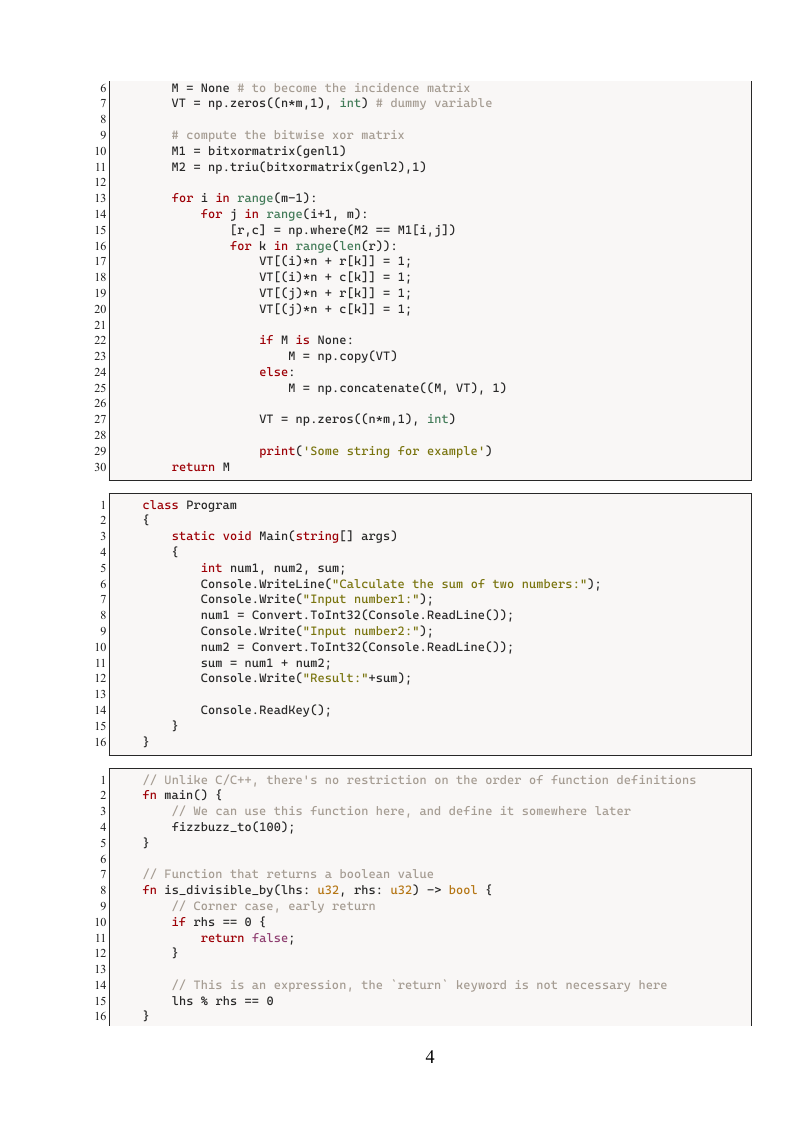 6 M = None # to become the incidence matrix
7 VT = np.zeros((n*m,1), int) # dummy variable
8
9 # compute the bitwise xor matrix
10 M1 = bitxormatrix(genl1)
11 M2 = np.triu(bitxormatrix(genl2),1)
12
13 for i in range(m-1):
14 for j in range(i+1, m):
15 [r,c] = np.where(M2 == M1[i,j])
16 for k in range(len(r)):
17 VT[(i)*n + r[k]] = 1;
18 VT[(i)*n + c[k]] = 1;
19 VT[(j)*n + r[k]] = 1;
20 VT[(j)*n + c[k]] = 1;
21
22 if M is None:
23 M = np.copy(VT)
24 else:
25 M = np.concatenate((M, VT), 1)
26
27 VT = np.zeros((n*m,1), int)
28
29 print('Some string for example')
30 return M
1 class Program
2 {
3 static void Main(string[] args)
4 {
5 int num1, num2, sum;
6 Console.WriteLine("Calculate the sum of two numbers:");
7 Console.Write("Input number1:");
8 num1 = Convert.ToInt32(Console.ReadLine());
9 Console.Write("Input number2:");
10 num2 = Convert.ToInt32(Console.ReadLine());
11 sum = num1 + num2;
12 Console.Write("Result:"+sum);
13
14 Console.ReadKey();
15 }
16 }
1 // Unlike C/C++, there's no restriction on the order of function definitions
2 fn main() {
3 // We can use this function here, and define it somewhere later
4 fizzbuzz_to(100);
5 }
6
7 // Function that returns a boolean value
8 fn is_divisible_by(lhs: u32, rhs: u32) -> bool {
9 // Corner case, early return
10 if rhs == 0 {
11 return false;
12 }
13
14 // This is an expression, the `return` keyword is not necessary here
15 lhs % rhs == 0
16 }
4